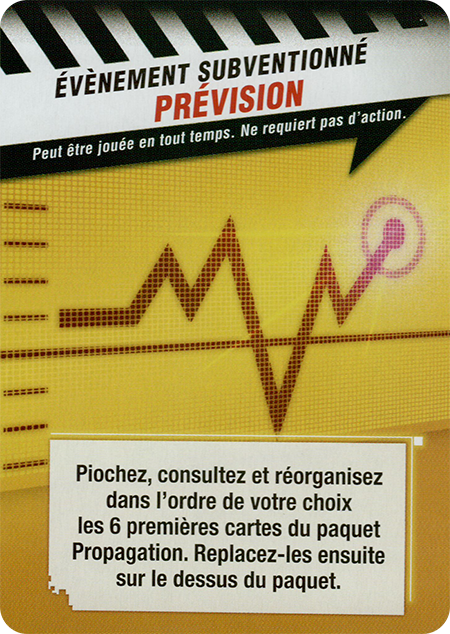 ÉVÈNEMENT SUBVENTIONNÉ
PRÉVISION
Peut être jouée en tout temps. Ne requiert pas d'action.
Piochez, consultez et réorganisez
dans l'ordre de votre choix
les 6 premières cartes du paquet
Propagation. Replacez-les ensuite
sur le dessus du paquet.